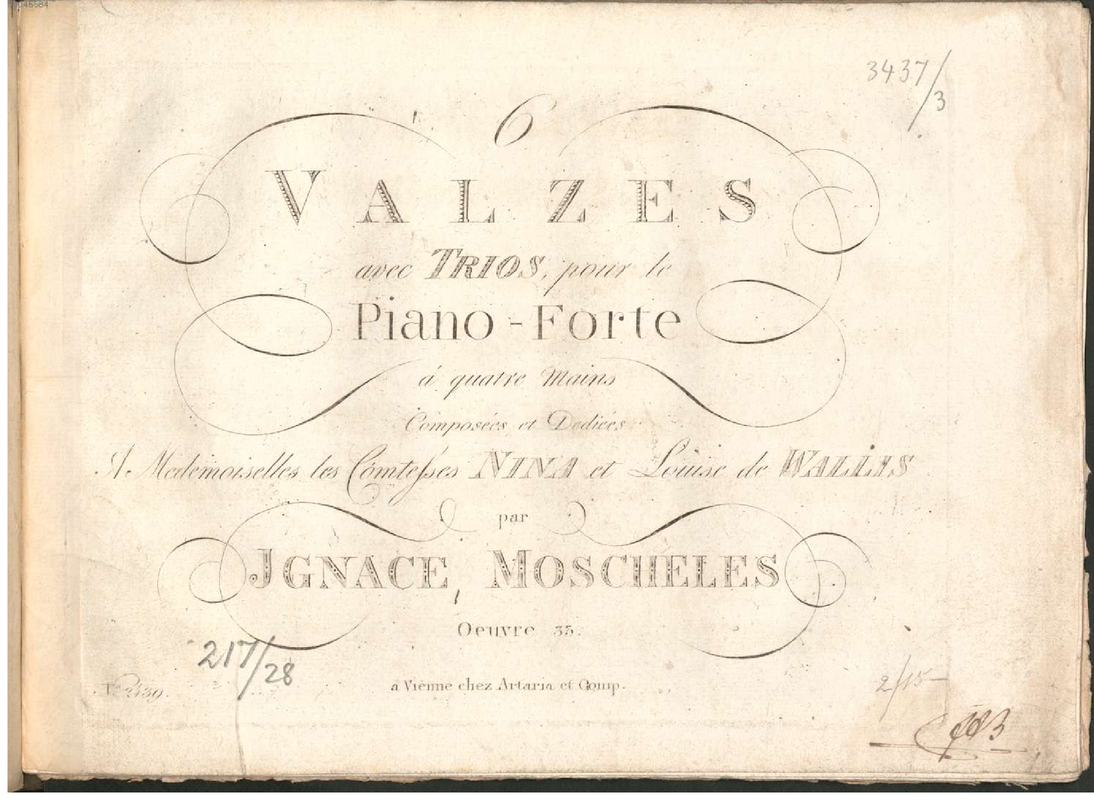 3437/3
6
VALZES
avec TRIOS, pour le
Piano-Forte
á quatre Mains
Composées et Dediées
A Medemoiselles les Comtesses NINA et Louise de WALLIS
par
JGNACE, MOSCHELES
Oeuvre 33.
217/28
a Vienne chez Artaria et Comp.
2/15